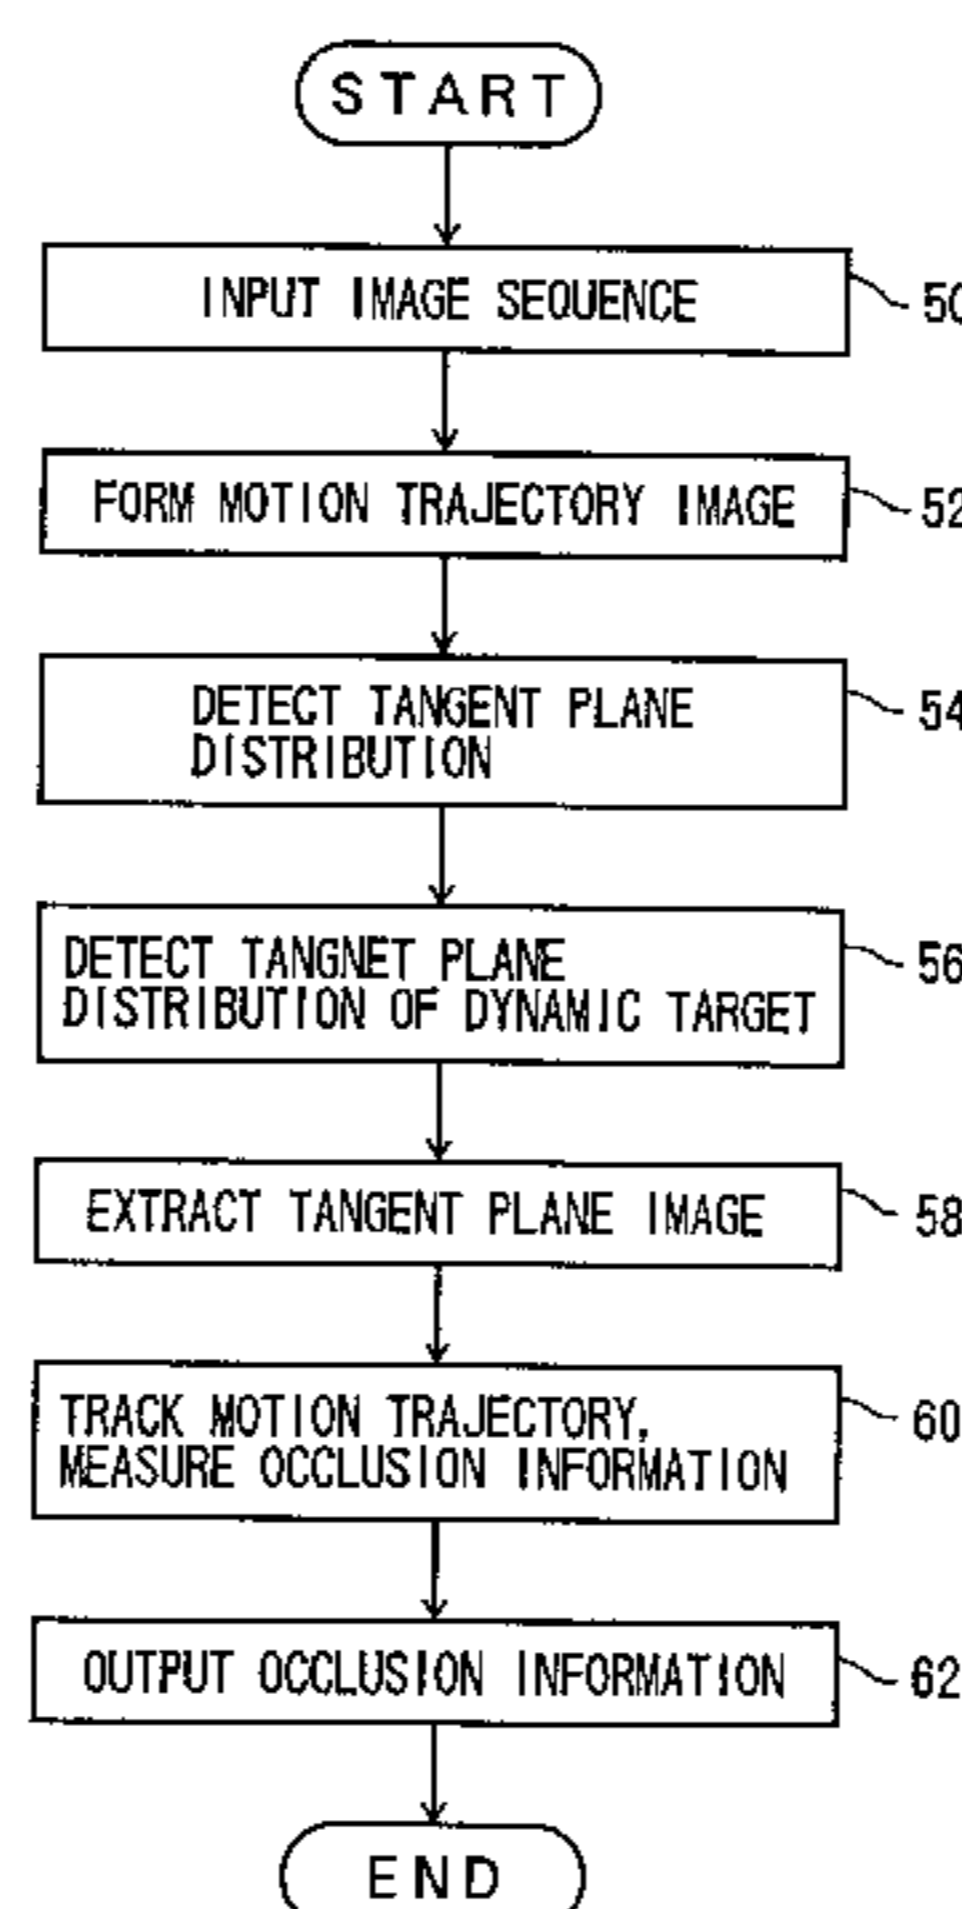 START
INPUT IMAGE SEQUENCE
50
FORM MOTION TRAJECTORY IMAGE
52
DETECT TANGENT PLANE
DISTRIBUTION
54
DETECT TANGNET PLANE
DISTRIBUTION OF DYNAMIC TARGET
56
EXTRACT TANGENT PLANE IMAGE
58
TRACK MOTION TRAJECTORY,
MEASURE OCCLUSION INFORMATION
60
OUTPUT OCCLUSION INFORMATION
62
END